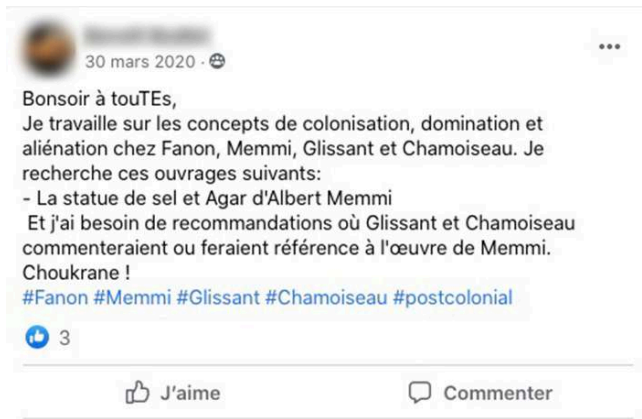 30 mars 2020 ·
Bonsoir à touTEs,
Je travaille sur les concepts de colonisation, domination et
aliénation chez Fanon, Memmi, Glissant et Chamoiseau. Je
recherche ces ouvrages suivants:
- La statue de sel et Agar d'Albert Memmi
Et j'ai besoin de recommandations où Glissant et Chamoiseau
commenteraient ou feraient référence à l'œuvre de Memmi.
Choukrane !
#Fanon #Memmi #Glissant #Chamoiseau #postcolonial
3
J'aime Commenter